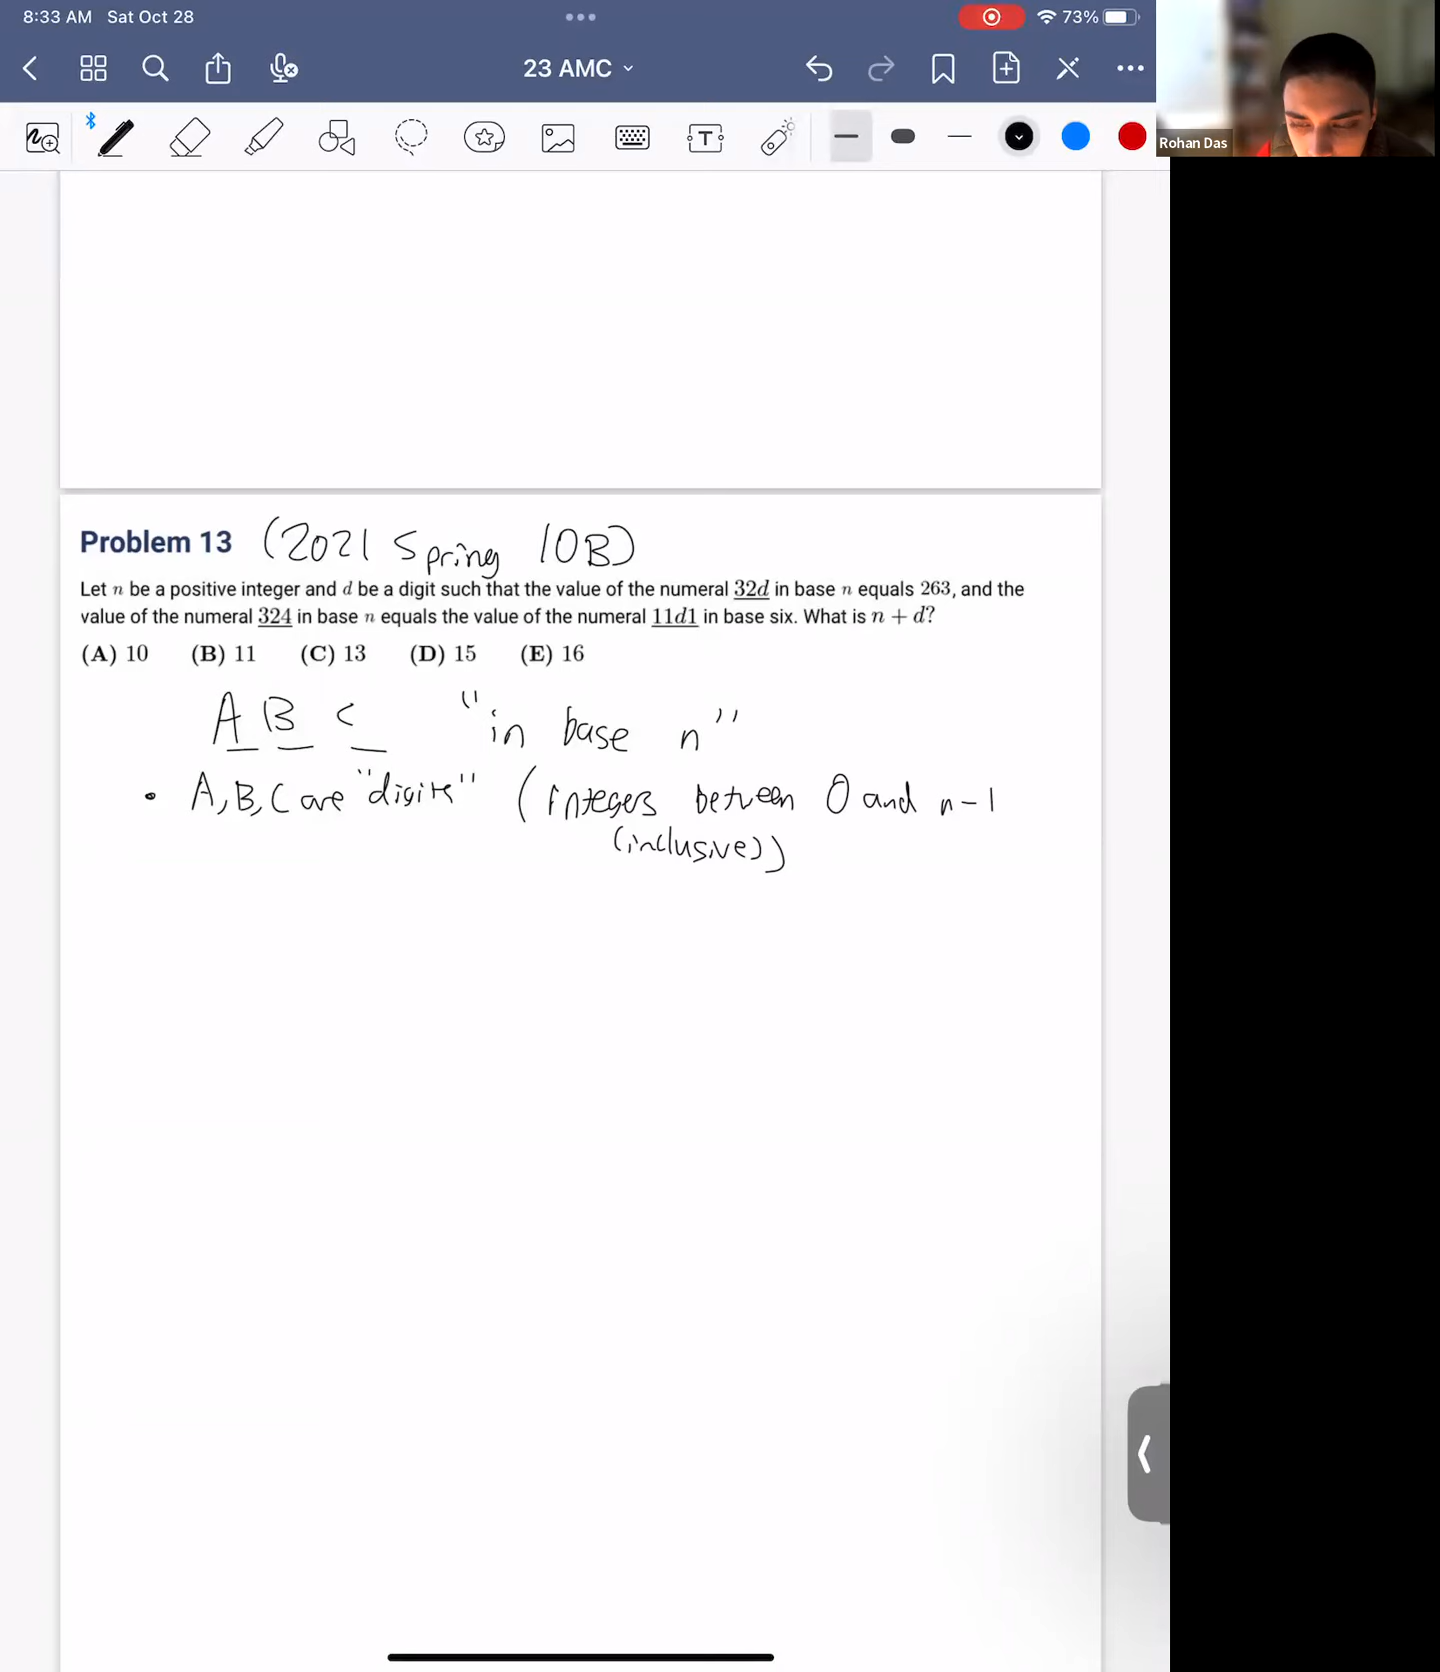 8:33 AM Sat Oct 28
73%
23 AMC
T
Rohan Das
Problem 13 (2021 Spring 10B)
Let n be a positive integer and d be a digit such that the value of the numeral 32d in base n equals 263, and the
value of the numeral 324 in base n equals the value of the numeral 11d1 in base six. What is n + d?
(A) 10 (B) 11 (C) 13 (D) 15 (E) 16
A B C "in base n"
• A, B, C are "digits" (integers between 0 and n-1
(inclusive))